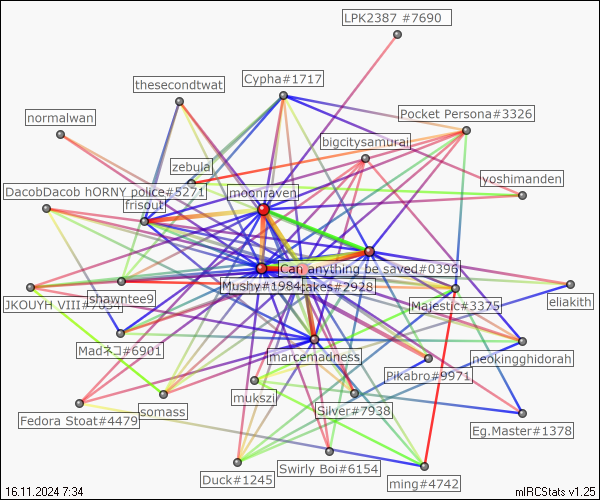 LPK2387 #7690
Cypha#1717
thesecondtwat
Pocket Persona#3326
normalwan
bigcitysamurai
zebula
yoshimanden
DacobDacob hORNY police#5271
moonraven
frisout
Can anything be saved#0396
Mushy#1984
cakes#2928
shawntee9
JKOUYH VIII#7834
Majestic#3375
eliakith
Madネコ#6901
marcemadness
neokingghidorah
Pikabro#9971
mukszi
Silver#7938
somass
Fedora Stoat#4479
Eg.Master#1378
Swirly Boi#6154
Duck#1245
ming#4742
16.11.2024 7:34
mIRCStats v1.25